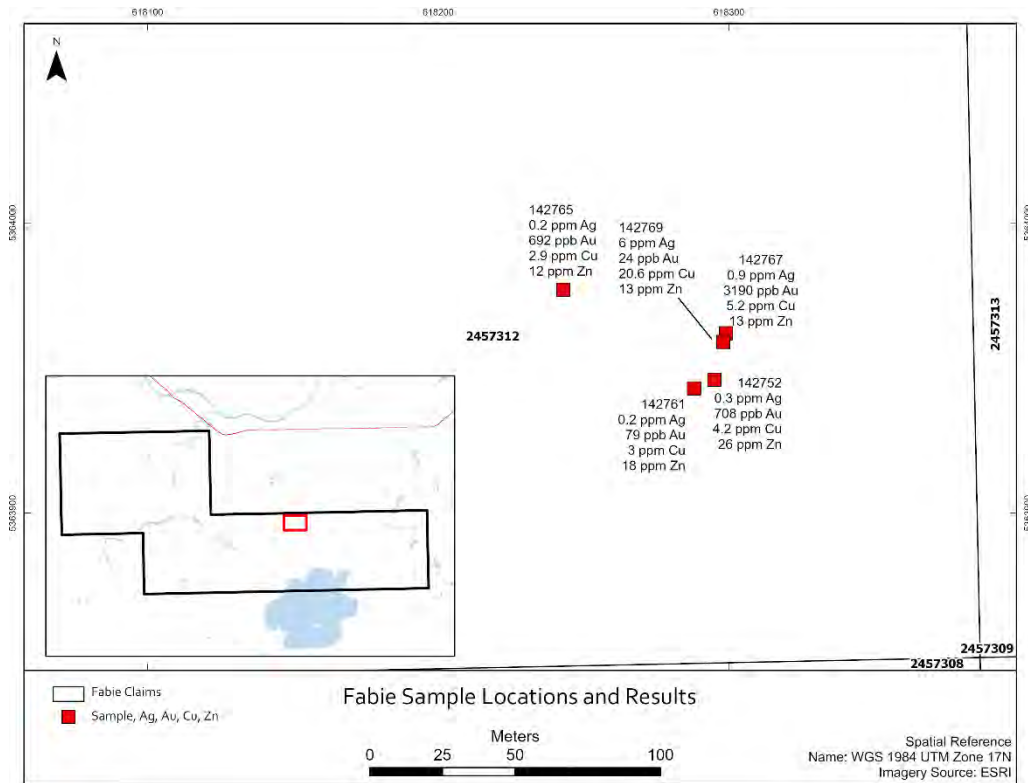 618100
618200
618300
N
5364000
5364000
142765
0.2 ppm Ag
692 ppb Au
2.9 ppm Cu
12 ppm Zn
142769
6 ppm Ag
24 ppb Au
20.6 ppm Cu
13 ppm Zn
142767
0.9 ppm Ag
3190 ppb Au
5.2 ppm Cu
13 ppm Zn
2457312
2457313
142761
0.2 ppm Ag
79 ppb Au
3 ppm Cu
18 ppm Zn
142752
0.3 ppm Ag
708 ppb Au
4.2 ppm Cu
26 ppm Zn
5363900
5363900
2457309
2457308
Fabie Claims
Sample, Ag, Au, Cu, Zn
Fabie Sample Locations and Results
Meters
0 25 50 100
Spatial Reference
Name: WGS 1984 UTM Zone 17N
Imagery Source: ESRI